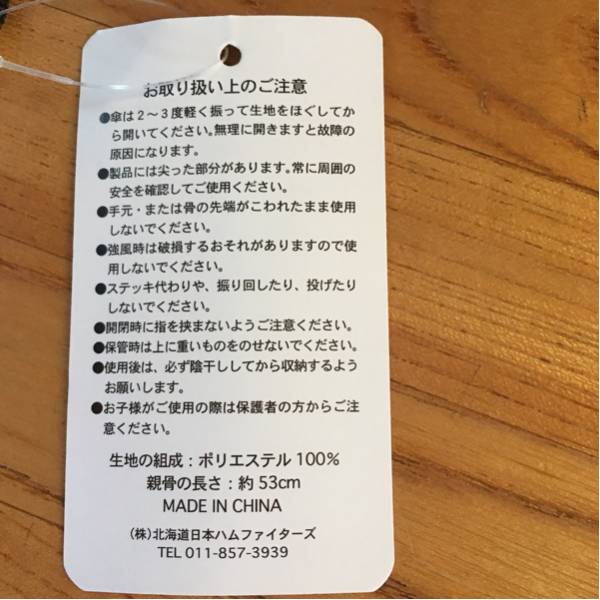 お取り扱い上のご注意
●傘は2〜3度軽く振って生地をほぐしてか
ら開いてください。無理に開きますと故障の
原因になります。
●製品には尖った部分があります。常に周囲の
安全を確認してご使用ください。
●手元・または骨の先端がこわれたまま使用
しないでください。
●強風時は破損するおそれがありますので使
用しないでください。
●ステッキ代わりや、振り回したり、投げたり
しないでください。
●開閉時に指を挟まないようご注意ください。
●保管時は上に重いものをのせないでください。
●使用後は、必ず陰干ししてから収納するよう
お願いします。
●お子様がご使用の際は保護者の方からご注
意ください。
生地の組成：ポリエステル100%
親骨の長さ：約53cm
MADE IN CHINA
(株)北海道日本ハムファイターズ
TEL 011-857-3939